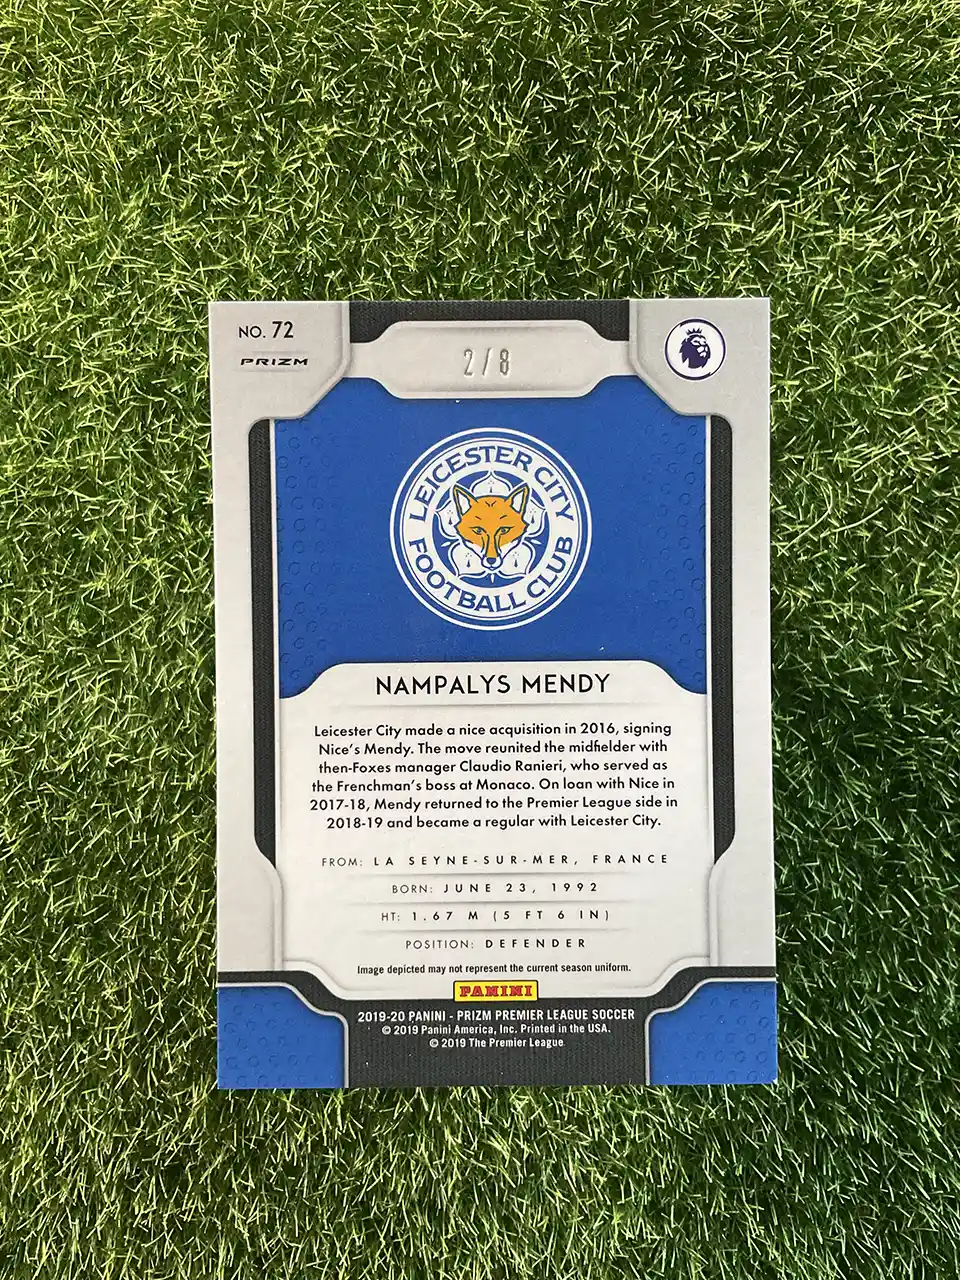 NO. 72
PRIZM
2/8
LEICESTER CITY
FOOTBALL CLUB
NAMPALYS MENDY
Leicester City made a nice acquisition in 2016, signing
Nice's Mendy. The move reunited the midfielder with
then-Foxes manager Claudio Ranieri, who served as
the Frenchman's boss at Monaco. On loan with Nice in
2017-18, Mendy returned to the Premier League side in
2018-19 and became a regular with Leicester City.
FROM: LA SEYNE-SUR-MER, FRANCE
BORN: JUNE 23, 1992
HT: 1.67 M (5 FT 6 IN)
POSITION: DEFENDER
Image depicted may not represent the current season uniform.
PANINI
2019-20 PANINI - PRIZM PREMIER LEAGUE SOCCER
© 2019 Panini America, Inc. Printed in the USA.
© 2019 The Premier League